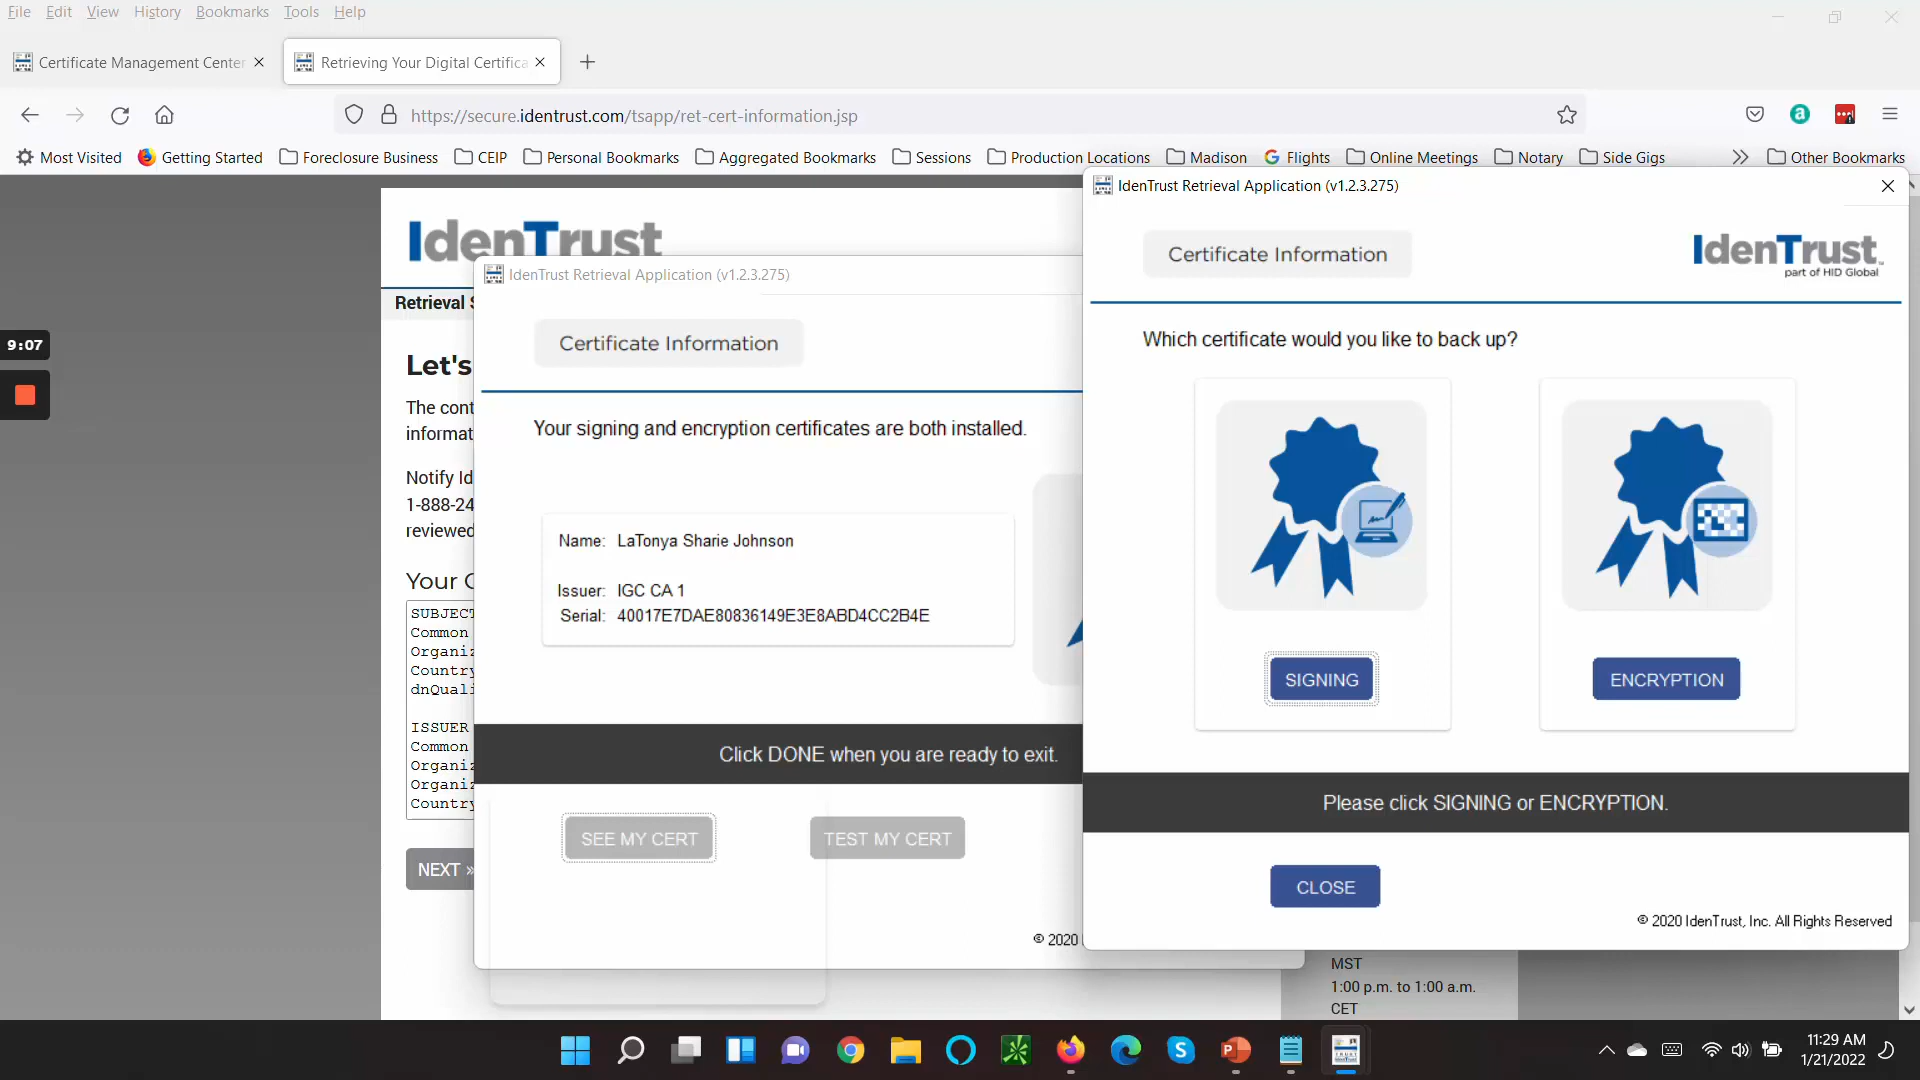 File Edit View History Bookmarks Tools Help
Certificate Management Center
Retrieving Your Digital Certifica
https://secure.identrust.com/tsapp/ret-cert-information.jsp
Most Visited Getting Started Foreclosure Business CEIP Personal Bookmarks Aggregated Bookmarks Sessions Production Locations Madison Flights Online Meetings Notary Side Gigs Other Bookmarks
IdenTrust
Retrieval S
Let's
The cont
informat
Notify Id
1-888-24
reviewed
Your C
SUBJECT
Common
Organiz
Country
dnQuali
ISSUER
Common
Organiz
Organiz
Country
NEXT »
9:07
IdenTrust Retrieval Application (v1.2.3.275)
Certificate Information
Your signing and encryption certificates are both installed.
Name: LaTonya Sharie Johnson
Issuer: IGC CA 1
Serial: 40017E7DAE80836149E3E8ABD4CC2B4E
Click DONE when you are ready to exit.
SEE MY CERT
TEST MY CERT
© 2020
IdenTrust Retrieval Application (v1.2.3.275)
Certificate Information
IdenTrust™
part of HID Global
Which certificate would you like to back up?
SIGNING
ENCRYPTION
Please click SIGNING or ENCRYPTION.
CLOSE
© 2020 IdenTrust, Inc. All Rights Reserved
MST
1:00 p.m. to 1:00 a.m.
CET
11:29 AM
1/21/2022